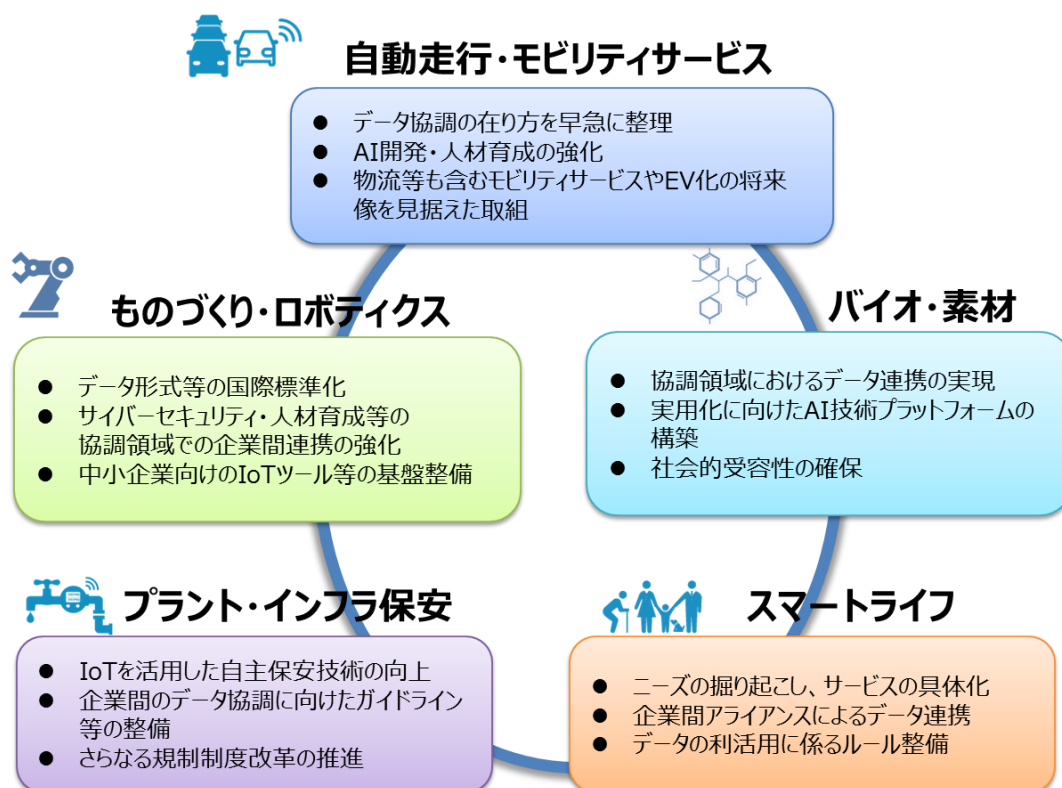 自動走行・モビリティサービス
● データ協調の在り方を早急に整理
● AI開発・人材育成の強化
● 物流等も含むモビリティサービスやEV化の将来
像を見据えた取組
ものづくり・ロボティクス
● データ形式等の国際標準化
● サイバーセキュリティ・人材育成等の
協調領域での企業間連携の強化
● 中小企業向けのIoTツール等の基盤整備
バイオ・素材
● 協調領域におけるデータ連携の実現
● 実用化に向けたAI技術プラットフォームの
構築
● 社会的受容性の確保
プラント・インフラ保安
● IoTを活用した自主保安技術の向上
● 企業間のデータ協調に向けたガイドライン
等の整備
● さらなる規制制度改革の推進
スマートライフ
● ニーズの掘り起こし、サービスの具体化
● 企業間アライアンスによるデータ連携
● データの利活用に係るルール整備